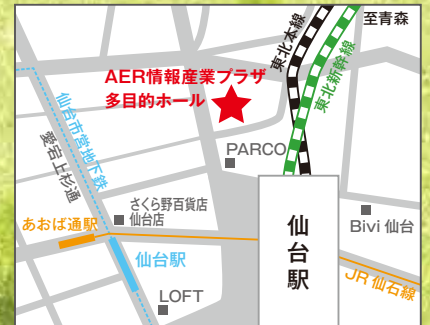 至青森
東北本線
東北新幹線
AER情報産業プラザ
多目的ホール
仙台市営地下鉄
愛宕上杉通
PARCO
さくら野百貨店
仙台店
あおば通駅
仙台駅
仙台駅
Bivi 仙台
JR 仙石線
LOFT